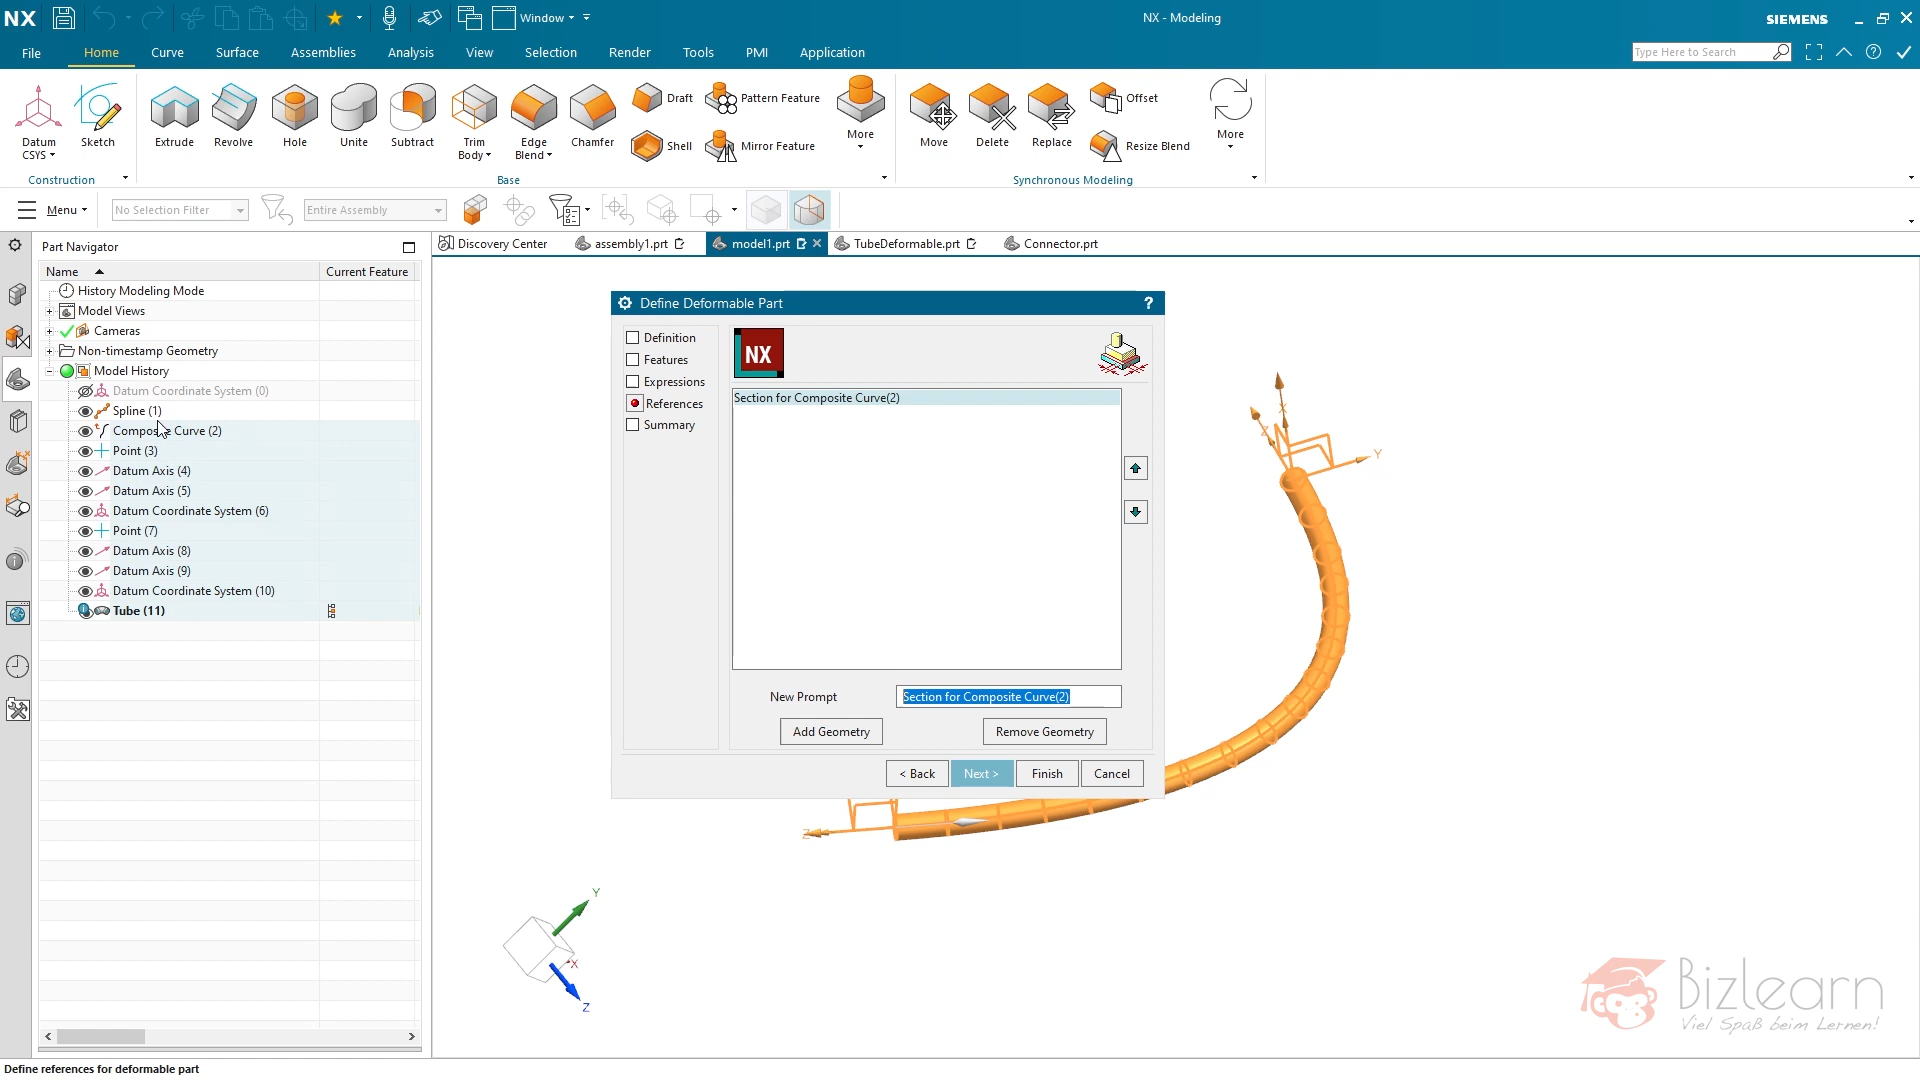 NX
Window
NX - Modeling
SIEMENS
File
Home
Curve
Surface
Assemblies
Analysis
View
Selection
Render
Tools
PMI
Application
Type Here to Search
Datum
CSYS
Sketch
Extrude
Revolve
Hole
Unite
Subtract
Trim
Body
Edge
Blend
Chamfer
Draft
Shell
Pattern Feature
Mirror Feature
More
Move
Delete
Replace
Offset
Resize Blend
More
Construction
Base
Synchronous Modeling
Menu
No Selection Filter
Entire Assembly
Part Navigator
Discovery Center
assembly1.prt
model1.prt
TubeDeformable.prt
Connector.prt
Name
Current Feature
History Modeling Mode
Model Views
Cameras
Non-timestamp Geometry
Model History
Datum Coordinate System (0)
Spline (1)
Composite Curve (2)
Point (3)
Datum Axis (4)
Datum Axis (5)
Datum Coordinate System (6)
Point (7)
Datum Axis (8)
Datum Axis (9)
Datum Coordinate System (10)
Tube (11)
Define Deformable Part
?
Definition
Features
Expressions
References
Summary
NX
Section for Composite Curve(2)
New Prompt
Section for Composite Curve(2)
Add Geometry
Remove Geometry
< Back
Next >
Finish
Cancel
X
Z
Y
Z
Y
X
Z
Bizlearn
Viel Spaß beim Lernen!
Define references for deformable part